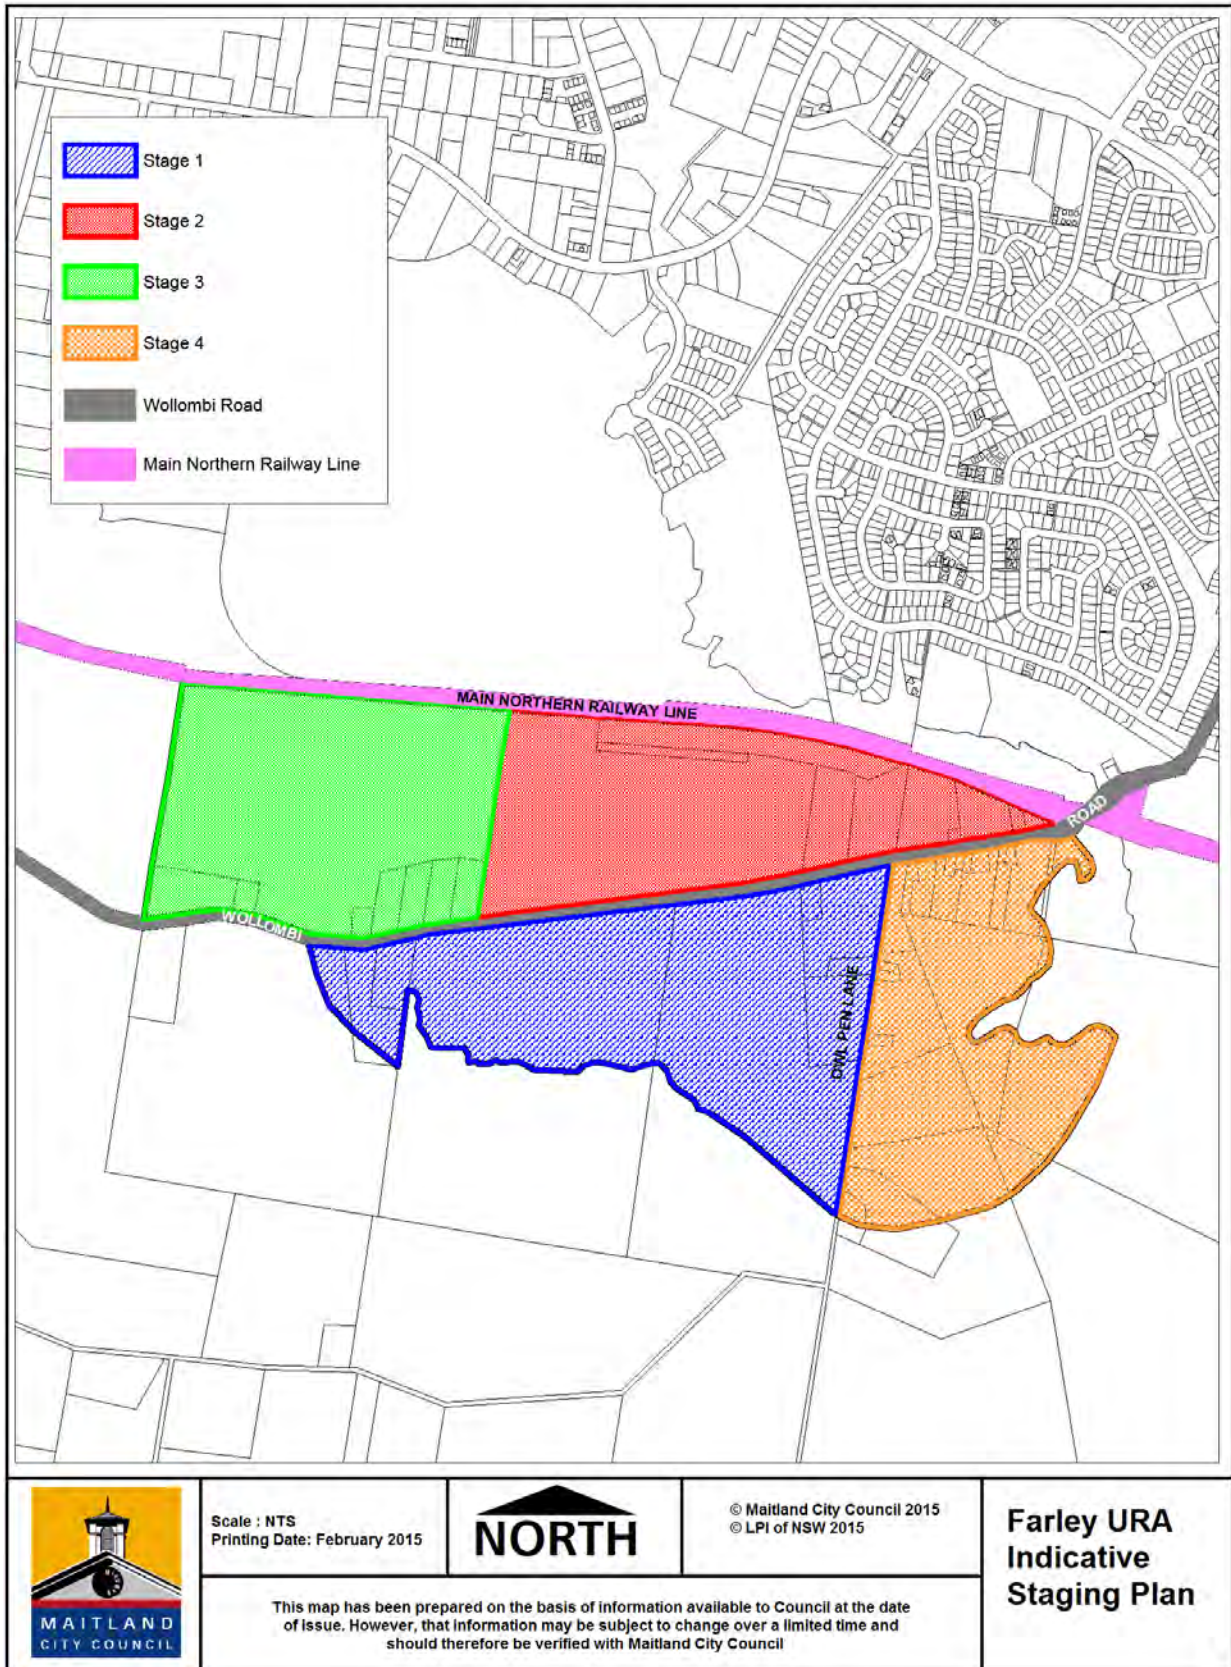 Stage 1
Stage 2
Stage 3
Stage 4
Wollombi Road
Main Northern Railway Line
MAIN NORTHERN RAILWAY LINE
ROAD
WOLLOMBI
OWL PEN LANE
MAITLAND
CITY COUNCIL
Scale : NTS
Printing Date: February 2015
NORTH
© Maitland City Council 2015
© LPI of NSW 2015
This map has been prepared on the basis of information available to Council at the date
of issue. However, that information may be subject to change over a limited time and
should therefore be verified with Maitland City Council
Farley URA
Indicative
Staging Plan